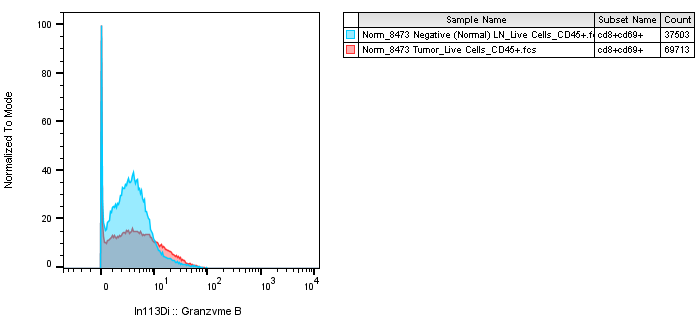 Sample Name Subset Name Count
Norm_8473 Negative (Normal) LN_Live Cells_CD45+.f cd8+cd69+ 37503
Norm_8473 Tumor_Live Cells_CD45+.fcs cd8+cd69+ 69713
Normalized To Mode
100
80
60
40
20
0
0 10^1 10^2 10^3 10^4
In113Di :: Granzyme B